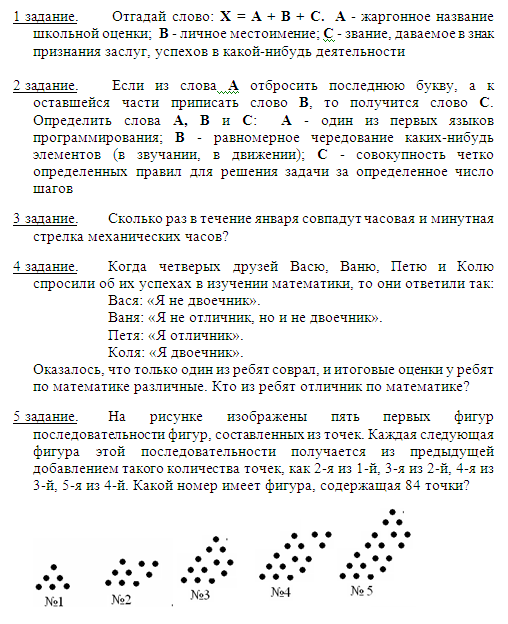 1 задание. Отгадай слово: X = A + B + C. A - жаргонное название
школьной оценки; B - личное местоимение; C - звание, даваемое в знак
признания заслуг, успехов в какой-нибудь деятельности
2 задание. Если из слова A отбросить последнюю букву, а к
оставшейся части приписать слово B, то получится слово C.
Определить слова A, B и C: A - один из первых языков
программирования; B - равномерное чередование каких-нибудь
элементов (в звучании, в движении); C - совокупность четко
определенных правил для решения задачи за определенное число
шагов
3 задание. Сколько раз в течение января совпадут часовая и минутная
стрелка механических часов?
4 задание. Когда четверых друзей Васю, Ваню, Петю и Колю
спросили об их успехах в изучении математики, то они ответили так:
Вася: «Я не двоечник».
Ваня: «Я не отличник, но и не двоечник».
Петя: «Я отличник».
Коля: «Я двоечник».
Оказалось, что только один из ребят соврал, и итоговые оценки у ребят
по математике различные. Кто из ребят отличник по математике?
5 задание. На рисунке изображены пять первых фигур
последовательности фигур, составленных из точек. Каждая следующая
фигура этой последовательности получается из предыдущей
добавлением такого количества точек, как 2-я из 1-й, 3-я из 2-й, 4-я из
3-й, 5-я из 4-й. Какой номер имеет фигура, содержащая 84 точки?
№1 №2 №3 №4 № 5